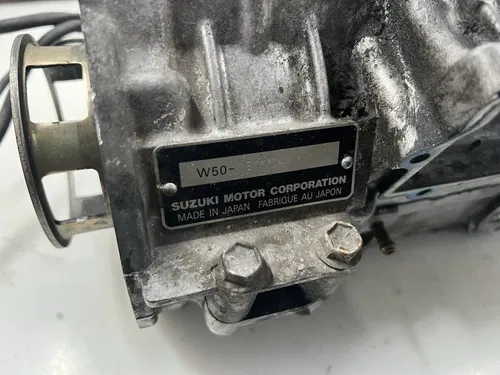 W50-
SUZUKI MOTOR CORPORATION
MADE IN JAPAN FABRIQUE AU JAPON